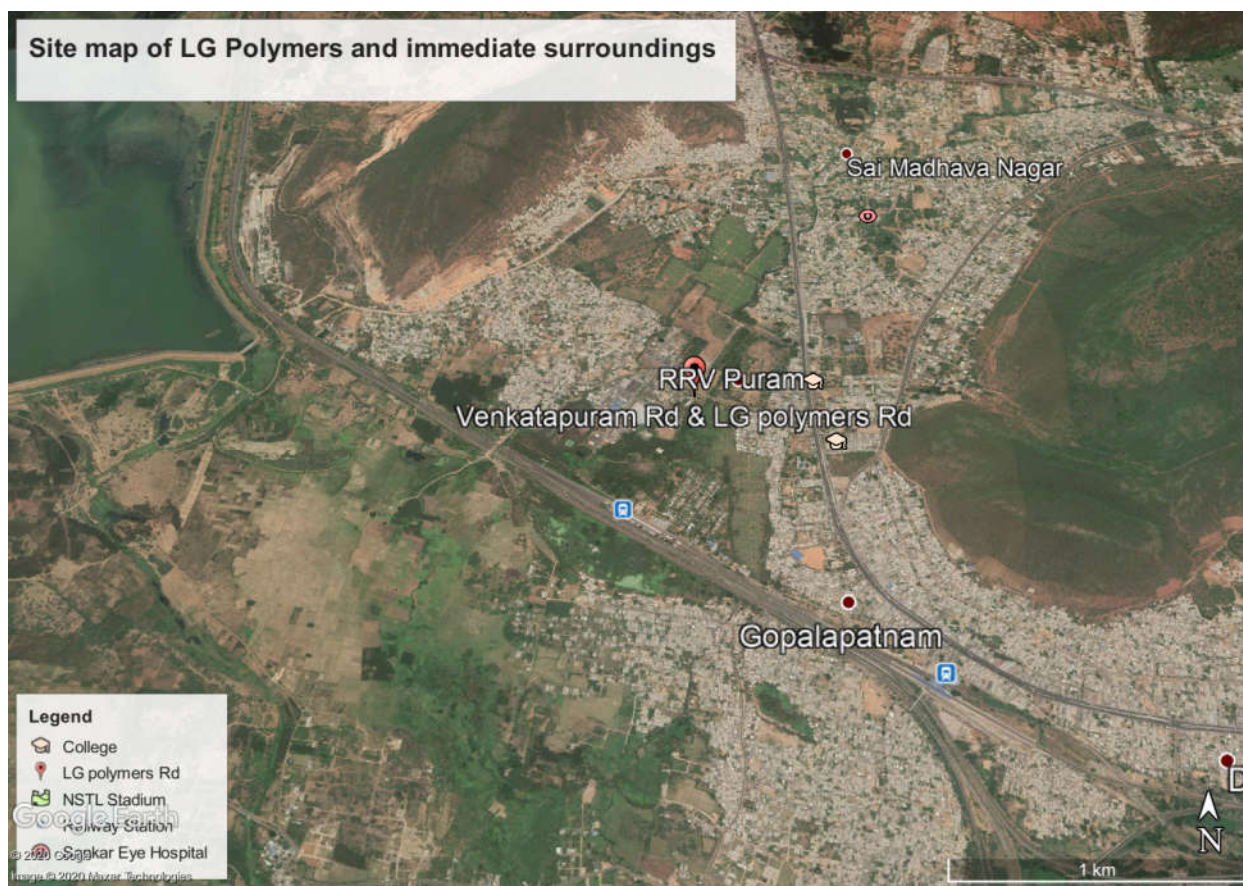 Site map of LG Polymers and immediate surroundings
Sai Madhava Nagar
RRV Puram
Venkatapuram Rd & LG polymers Rd
Gopalapatnam
D
Legend
College
LG polymers Rd
NSTL Stadium
Google Earth
Railway Station
Sankar Eye Hospital
© 2020 Google
Image © 2020 Maxar Technologies
N
1 km